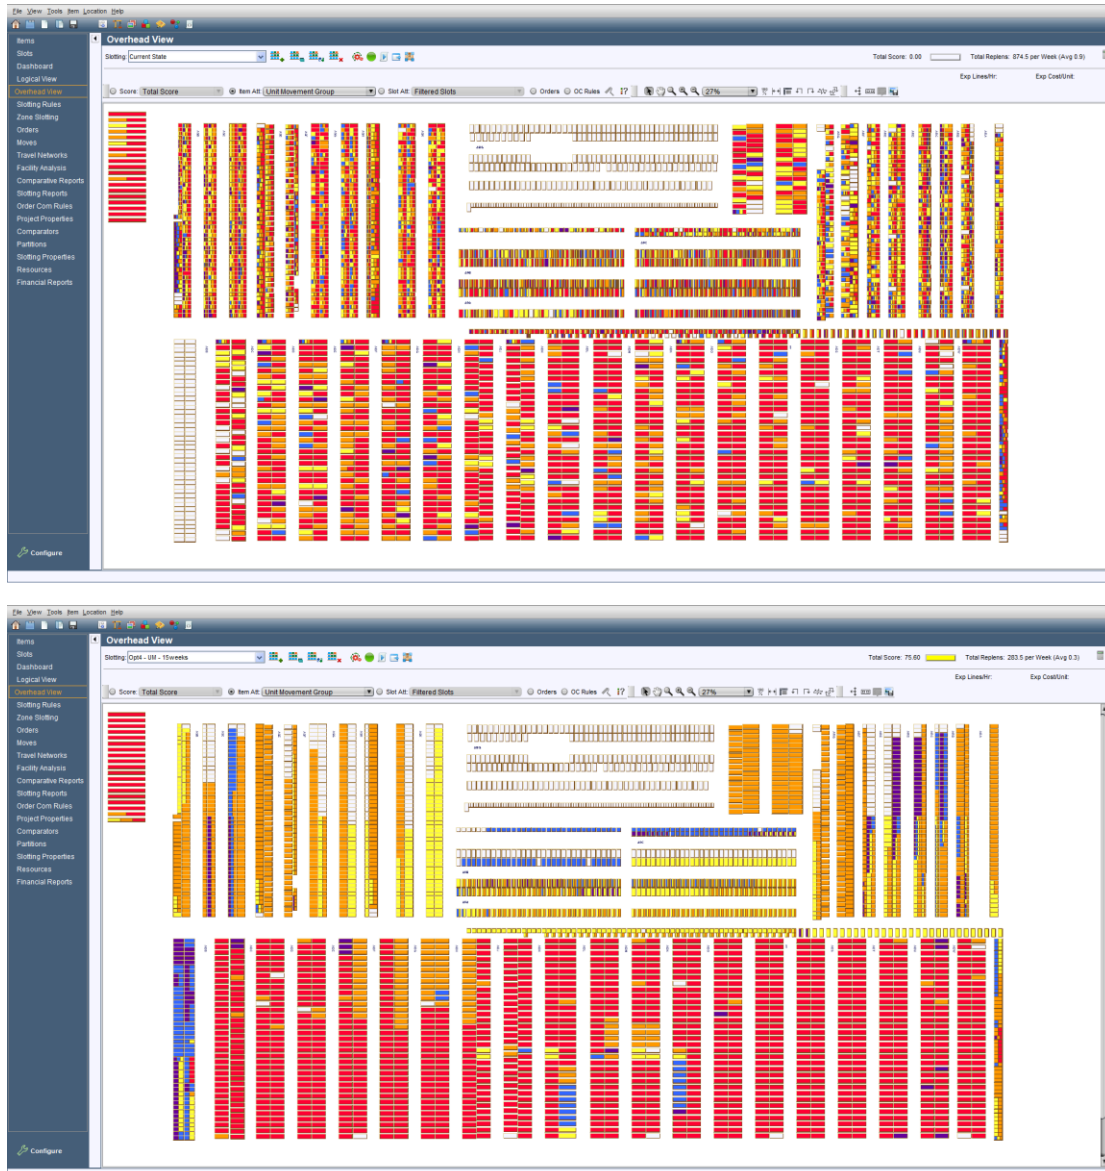 File View Tools Item Location Help
Items
Overhead View
Slots
Slotting: Current State
Total Score: 0.00
Total Replens: 874.5 per Week (Avg 0.9)
Dashboard
Logical View
Exp Lines/Hr:
Exp Cost/Unit:
Overhead View
Score: Total Score
Item Att: Unit Movement Group
Slot Att: Filtered Slots
Orders
OC Rules
27%
Slotting Rules
Zone Slotting
Orders
Moves
Travel Networks
Facility Analysis
Comparative Reports
Slotting Reports
Order Com Rules
Project Properties
Comparators
Partitions
Slotting Properties
Resources
Financial Reports
Configure
File View Tools Item Location Help
Items
Overhead View
Slots
Slotting: Opt4 - UM - 15weeks
Total Score: 75.60
Total Replens: 283.5 per Week (Avg 0.3)
Dashboard
Logical View
Exp Lines/Hr:
Exp Cost/Unit:
Overhead View
Score: Total Score
Item Att: Unit Movement Group
Slot Att: Filtered Slots
Orders
OC Rules
27%
Slotting Rules
Zone Slotting
Orders
Moves
Travel Networks
Facility Analysis
Comparative Reports
Slotting Reports
Order Com Rules
Project Properties
Comparators
Partitions
Slotting Properties
Resources
Financial Reports
Configure